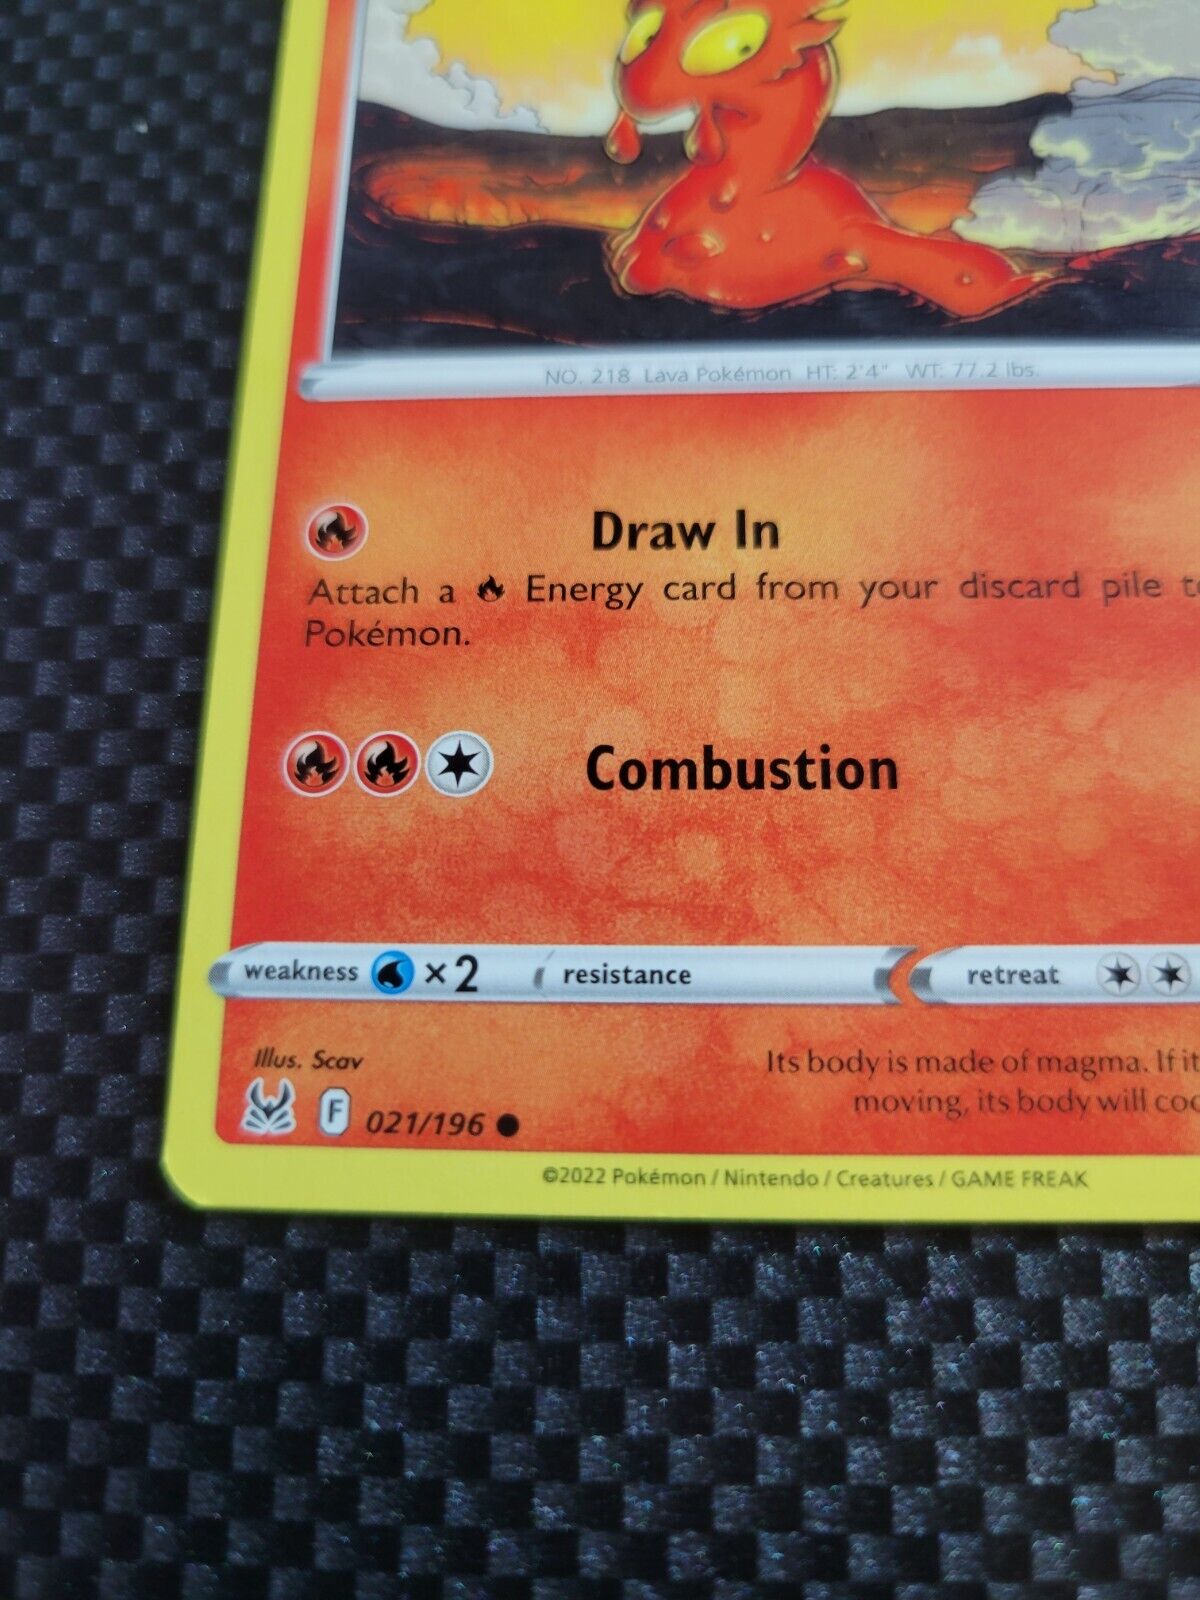 NO. 218 Lava Pokémon HT: 2'4" WT: 77.2 lbs.
Draw In
Attach a Energy card from your discard pile
Pokémon.
Combustion
weakness ×2 resistance retreat
Illus. Scav
Its body is made of magma. If it
moving, its body will
F 021/196
©2022 Pokémon / Nintendo / Creatures / GAME FREAK